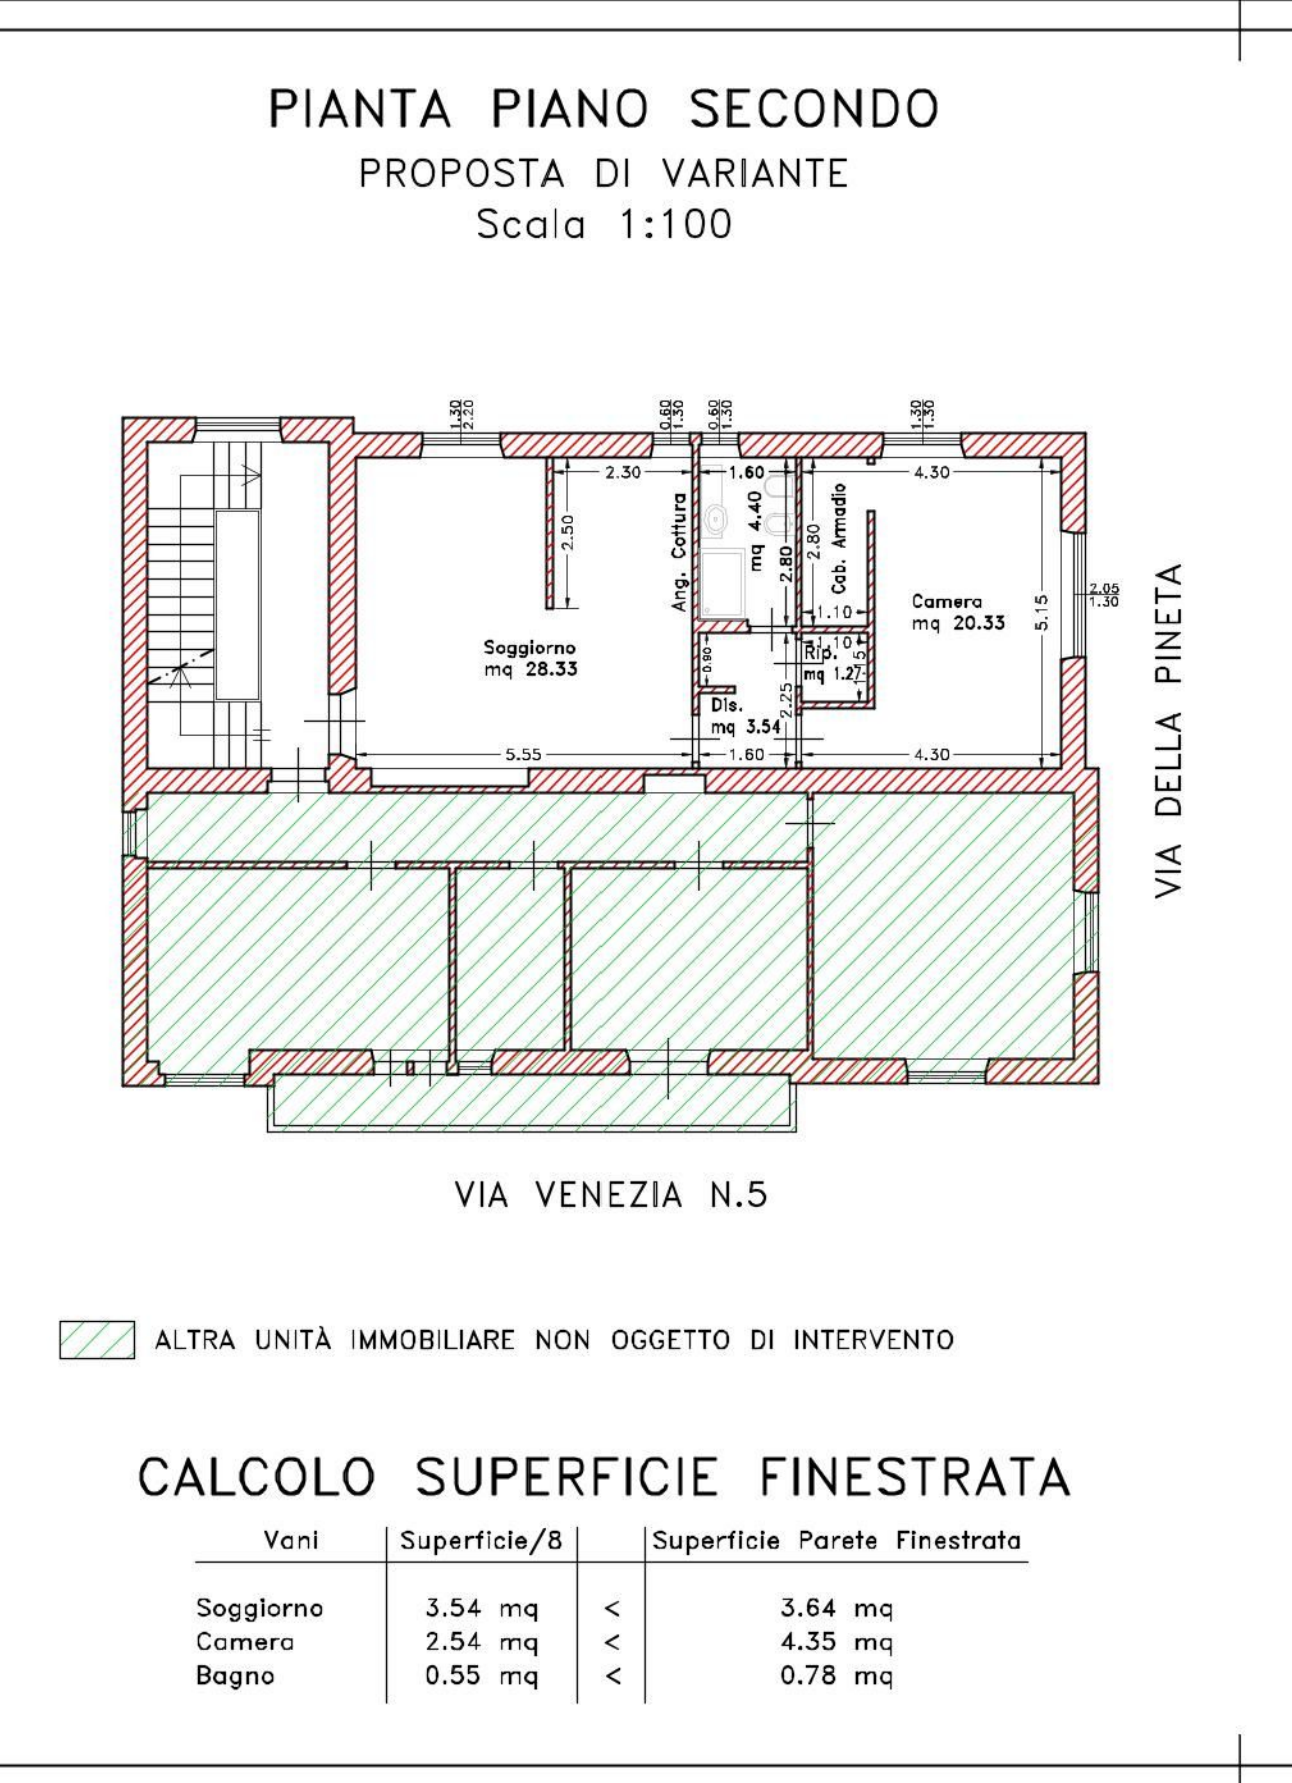 PIANTA PIANO SECONDO
PROPOSTA DI VARIANTE
Scala 1:100
1.30
2.20
0.60
1.30
0.60
1.30
1.30
1.30
2.30
1.60
4.30
2.50
Ang. Cottura
mq 4.40
2.80
2.80
Cab. Armadio
1.10
Camera
mq 20.33
5.15
2.05
1.30
VIA DELLA PINETA
Soggiorno
mq 28.33
0.90
1.10
Rip.
mq 1.27
Dis.
mq 3.54
2.25
5.55
1.60
4.30
VIA VENEZIA N.5
ALTRA UNITÀ IMMOBILIARE NON OGGETTO DI INTERVENTO
CALCOLO SUPERFICIE FINESTRATA
Vani Superficie/8 Superficie Parete Finestrata
Soggiorno 3.54 mq < 3.64 mq
Camera 2.54 mq < 4.35 mq
Bagno 0.55 mq < 0.78 mq